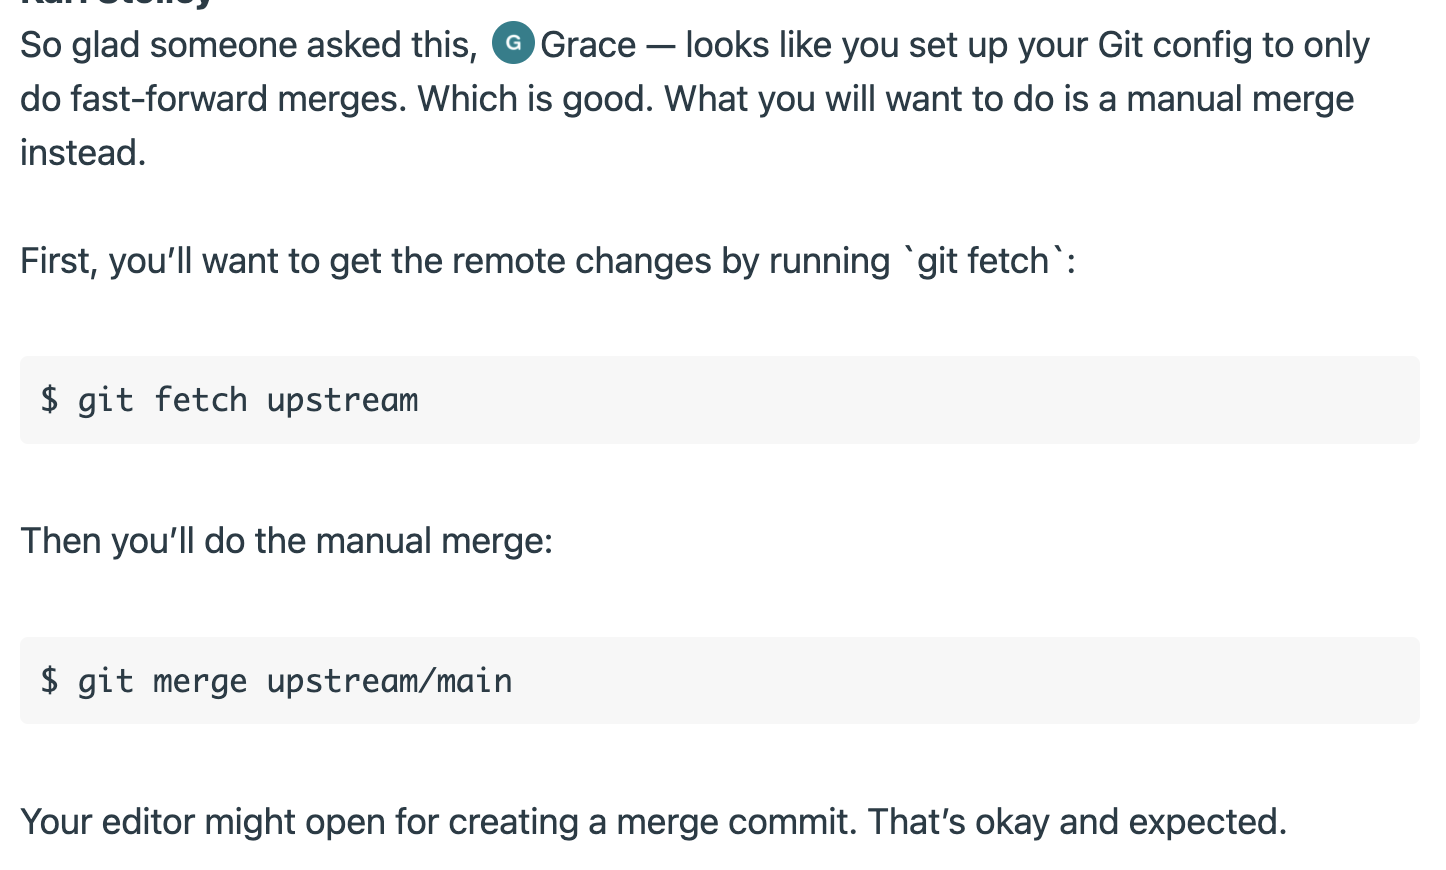 Karl Stolley
So glad someone asked this, G Grace — looks like you set up your Git config to only
do fast-forward merges. Which is good. What you will want to do is a manual merge
instead.
First, you’ll want to get the remote changes by running `git fetch`:
$ git fetch upstream
Then you’ll do the manual merge:
$ git merge upstream/main
Your editor might open for creating a merge commit. That’s okay and expected.